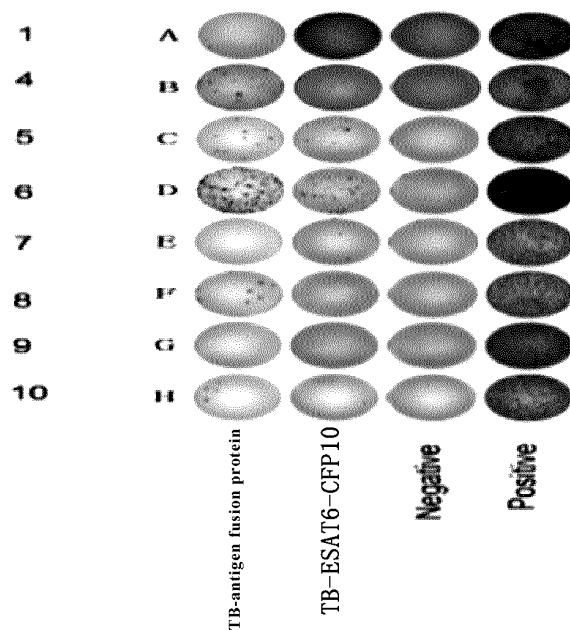 1 A
4 B
5 C
6 D
7 E
8 F
9 G
10 H
TB-antigen fusion protein
TB-ESAT6-CFP10
Negative
Positive